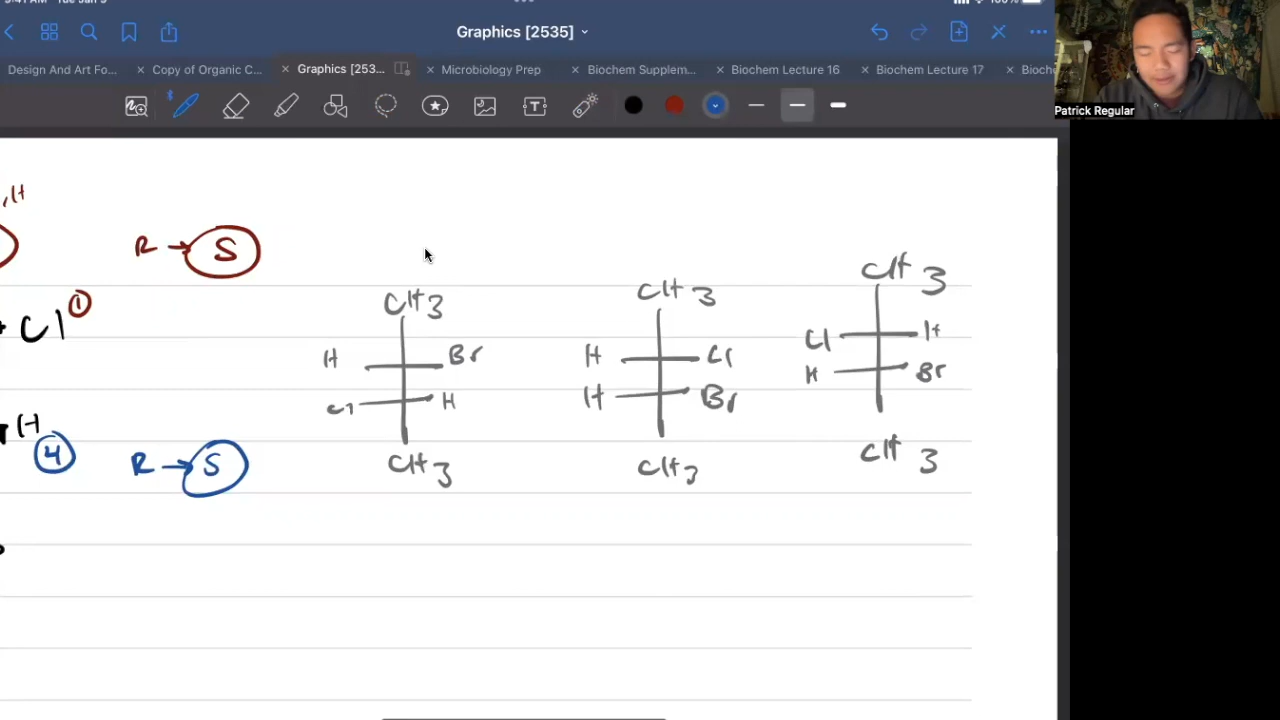 Graphics [2535]
Design And Art Fo...
Copy of Organic C...
Graphics [253...
Microbiology Prep
Biochem Supplem...
Biochem Lecture 16
Biochem Lecture 17
Patrick Regular
,H
R → S
Cl 1
H
4
R → S
CH3
H Br
Cl H
CH3
CH3
H Cl
H Br
CH3
CH3
Cl H
H Br
CH3